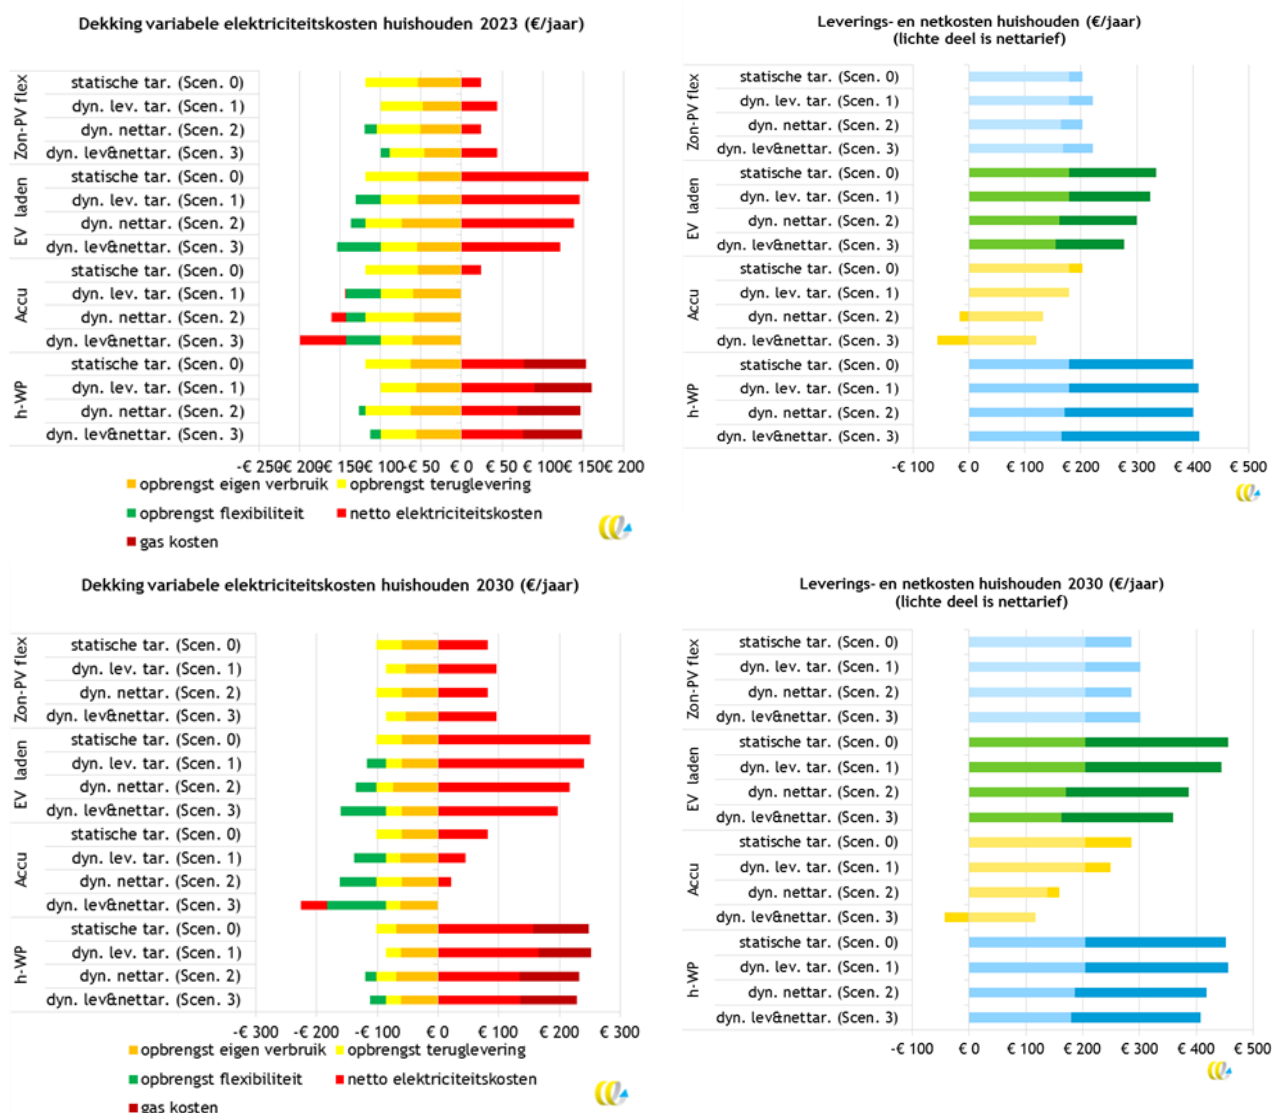 Dekking variabele elektriciteitskosten huishouden 2023 (€/jaar)
Zon-PV flex
statische tar. (Scen. 0)
dyn. lev. tar. (Scen. 1)
dyn. nettar. (Scen. 2)
dyn. lev&nettar. (Scen. 3)
EV laden
statische tar. (Scen. 0)
dyn. lev. tar. (Scen. 1)
dyn. nettar. (Scen. 2)
dyn. lev&nettar. (Scen. 3)
Accu
statische tar. (Scen. 0)
dyn. lev. tar. (Scen. 1)
dyn. nettar. (Scen. 2)
dyn. lev&nettar. (Scen. 3)
h-WP
statische tar. (Scen. 0)
dyn. lev. tar. (Scen. 1)
dyn. nettar. (Scen. 2)
dyn. lev&nettar. (Scen. 3)
-€ 250 -€ 200 -€ 150 -€ 100 -€ 50 € 0 € 50 € 100 € 150 € 200
opbrengst eigen verbruik opbrengst teruglevering
opbrengst flexibiliteit netto elektriciteitskosten
gas kosten
Leverings- en netkosten huishouden (€/jaar)
(lichte deel is nettarief)
Zon-PV flex
statische tar. (Scen. 0)
dyn. lev. tar. (Scen. 1)
dyn. nettar. (Scen. 2)
dyn. lev&nettar. (Scen. 3)
EV laden
statische tar. (Scen. 0)
dyn. lev. tar. (Scen. 1)
dyn. nettar. (Scen. 2)
dyn. lev&nettar. (Scen. 3)
Accu
statische tar. (Scen. 0)
dyn. lev. tar. (Scen. 1)
dyn. nettar. (Scen. 2)
dyn. lev&nettar. (Scen. 3)
h-WP
statische tar. (Scen. 0)
dyn. lev. tar. (Scen. 1)
dyn. nettar. (Scen. 2)
dyn. lev&nettar. (Scen. 3)
-€ 100 € 0 € 100 € 200 € 300 € 400 € 500
Dekking variabele elektriciteitskosten huishouden 2030 (€/jaar)
Zon-PV flex
statische tar. (Scen. 0)
dyn. lev. tar. (Scen. 1)
dyn. nettar. (Scen. 2)
dyn. lev&nettar. (Scen. 3)
EV laden
statische tar. (Scen. 0)
dyn. lev. tar. (Scen. 1)
dyn. nettar. (Scen. 2)
dyn. lev&nettar. (Scen. 3)
Accu
statische tar. (Scen. 0)
dyn. lev. tar. (Scen. 1)
dyn. nettar. (Scen. 2)
dyn. lev&nettar. (Scen. 3)
h-WP
statische tar. (Scen. 0)
dyn. lev. tar. (Scen. 1)
dyn. nettar. (Scen. 2)
dyn. lev&nettar. (Scen. 3)
-€ 300 -€ 200 -€ 100 € 0 € 100 € 200 € 300
opbrengst eigen verbruik opbrengst teruglevering
opbrengst flexibiliteit netto elektriciteitskosten
gas kosten
Leverings- en netkosten huishouden 2030 (€/jaar)
(lichte deel is nettarief)
Zon-PV flex
statische tar. (Scen. 0)
dyn. lev. tar. (Scen. 1)
dyn. nettar. (Scen. 2)
dyn. lev&nettar. (Scen. 3)
EV laden
statische tar. (Scen. 0)
dyn. lev. tar. (Scen. 1)
dyn. nettar. (Scen. 2)
dyn. lev&nettar. (Scen. 3)
Accu
statische tar. (Scen. 0)
dyn. lev. tar. (Scen. 1)
dyn. nettar. (Scen. 2)
dyn. lev&nettar. (Scen. 3)
h-WP
statische tar. (Scen. 0)
dyn. lev. tar. (Scen. 1)
dyn. nettar. (Scen. 2)
dyn. lev&nettar. (Scen. 3)
-€ 100 € 0 € 100 € 200 € 300 € 400 € 500